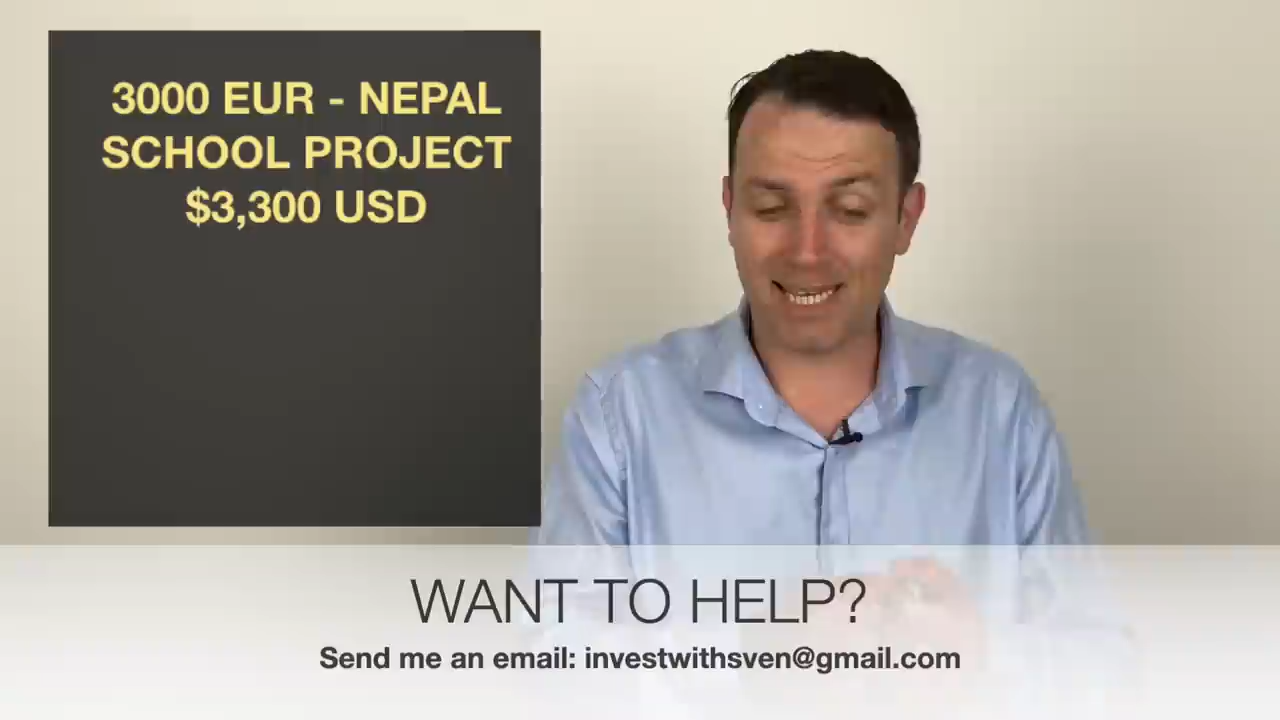 3000 EUR - NEPAL
SCHOOL PROJECT
$3,300 USD
WANT TO HELP?
Send me an email: investwithsven@gmail.com